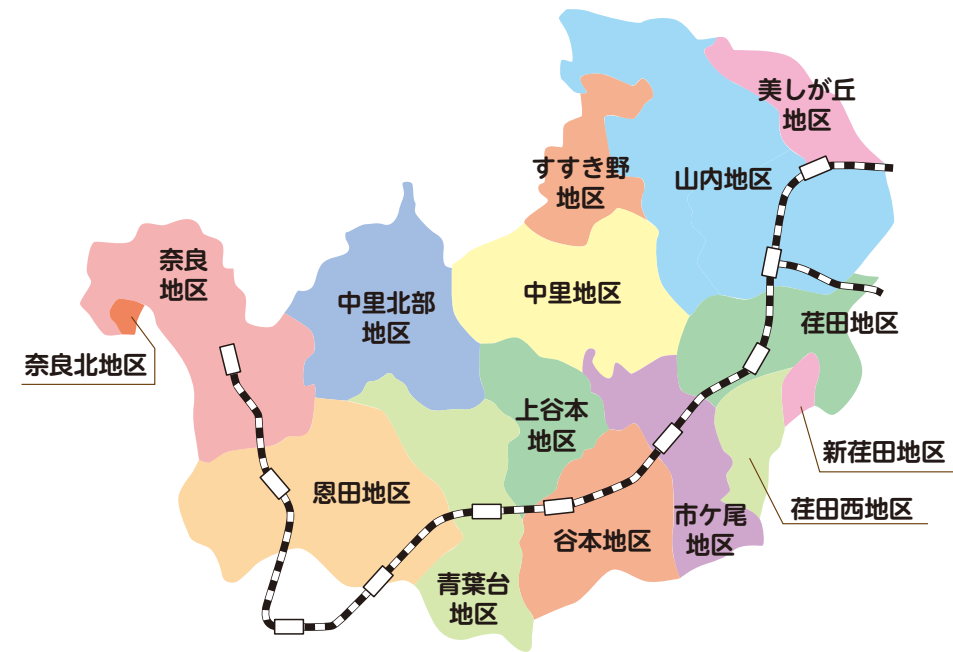 美しが丘
地区
すすき野
地区
山内地区
奈良
地区
中里北部
地区
中里地区
荏田地区
奈良北地区
上谷本
地区
新荏田地区
恩田地区
荏田西地区
市ケ尾
地区
谷本地区
青葉台
地区